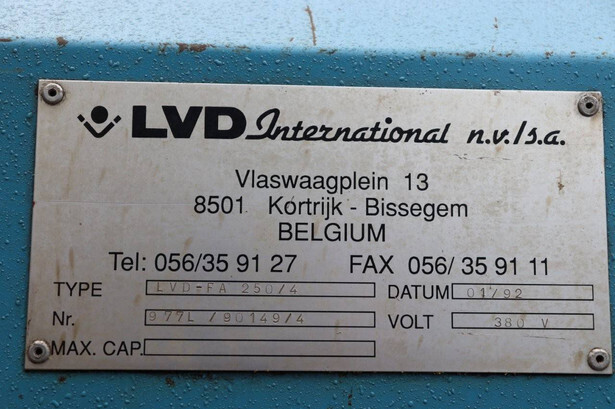 LVD International n.v./s.a.
Vlaswaagplein 13
8501 Kortrijk - Bissegem
BELGIUM
Tel: 056/35 91 27 FAX 056/ 35 91 11
TYPE LVD-FA 250/4 DATUM 01/92
Nr. 977L /90149/4 VOLT 380 V
MAX. CAP.